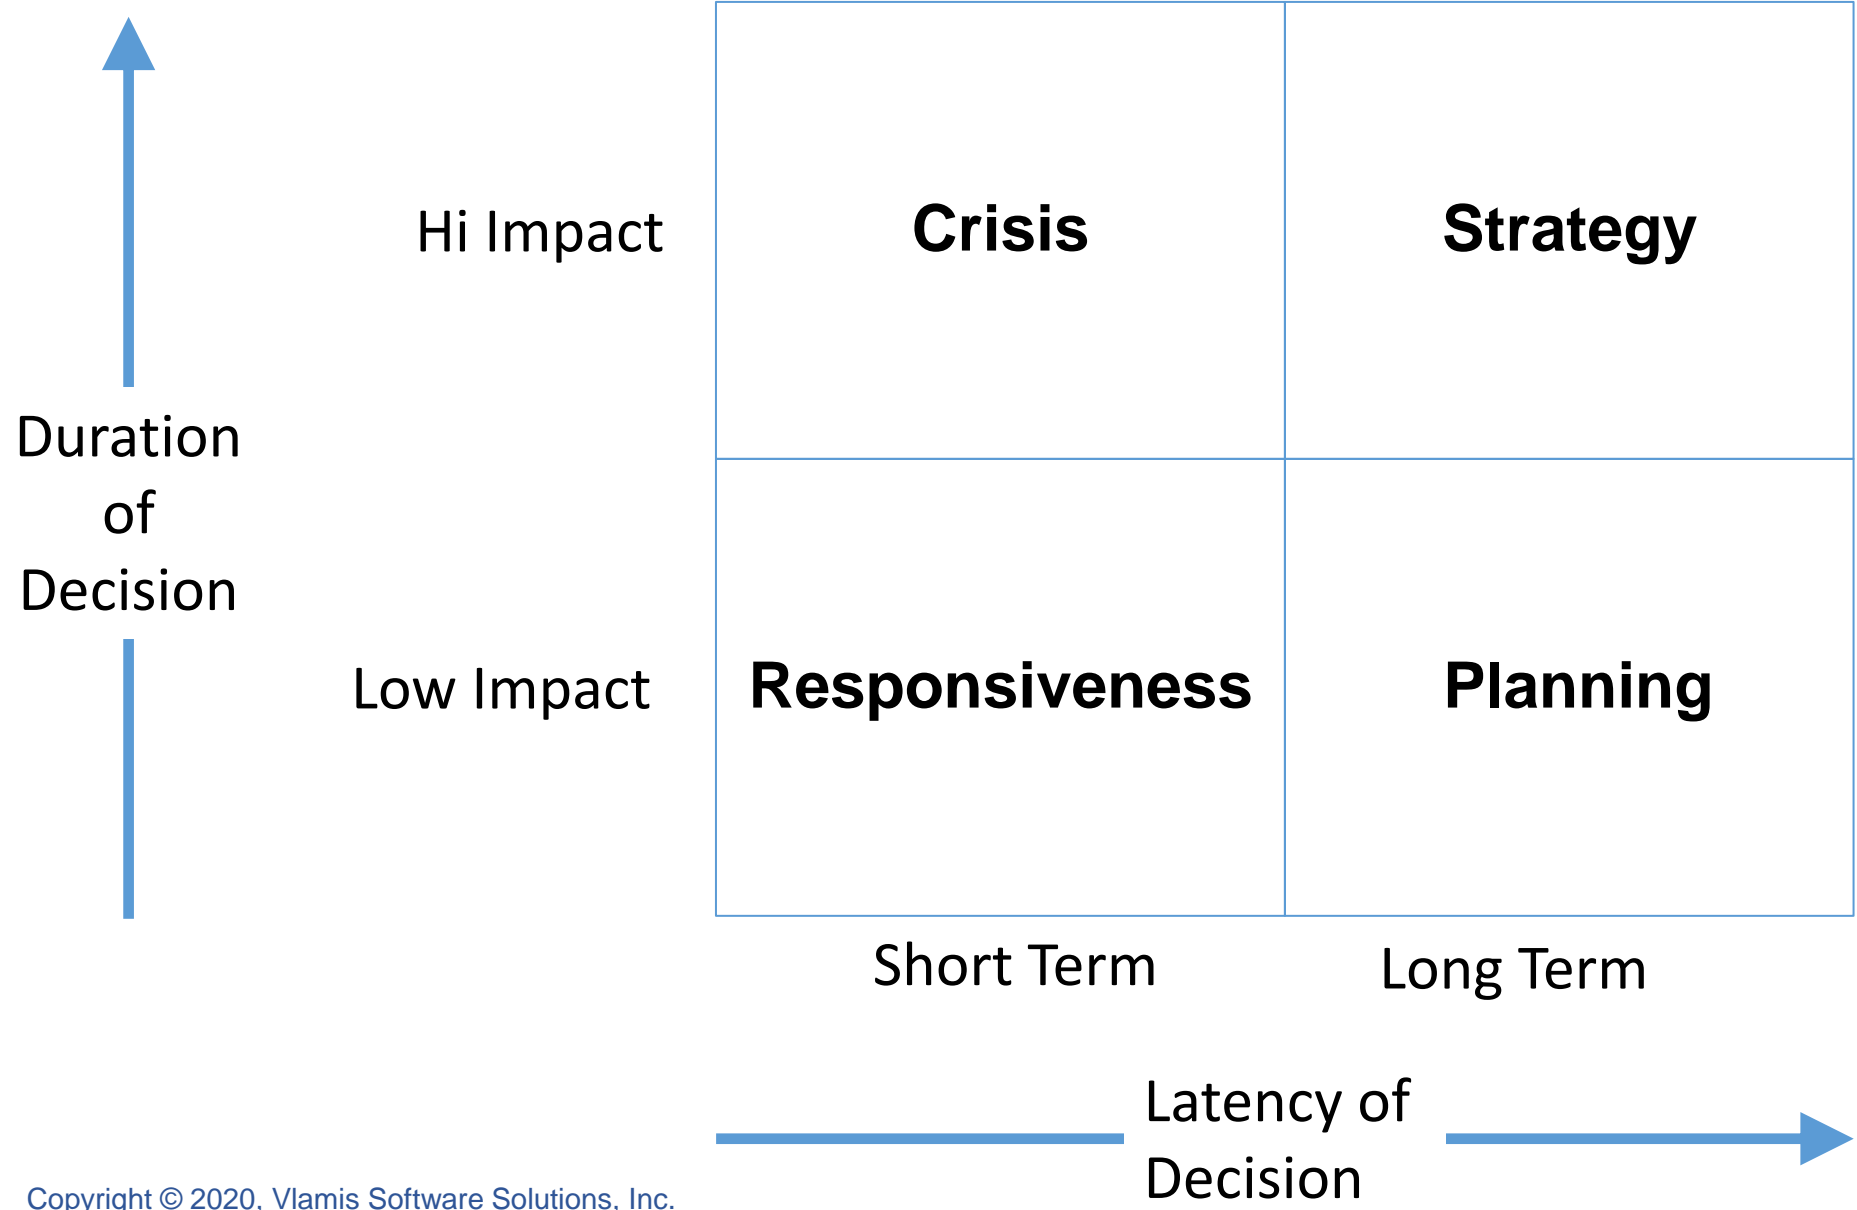 Hi Impact
Crisis
Strategy
Duration
of
Decision
Low Impact
Responsiveness
Planning
Short Term
Long Term
Latency of
Decision
Copyright © 2020, Vlamis Software Solutions, Inc.